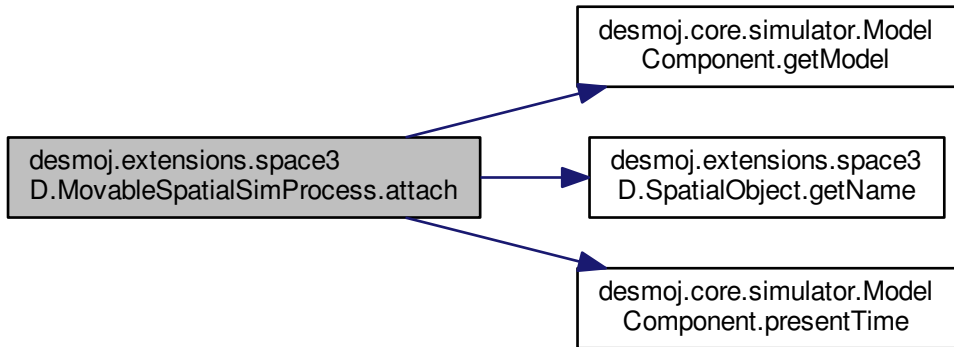 desmoj.core.simulator.Model
Component.getModel
desmoj.extensions.space3
D.MovableSpatialSimProcess.attach
desmoj.extensions.space3
D.SpatialObject.getName
desmoj.core.simulator.Model
Component.presentTime